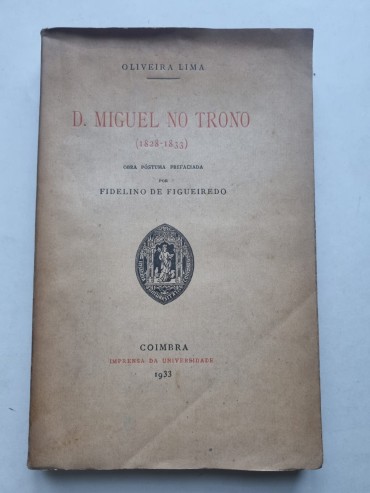 OLIVEIRA LIMA
D. MIGUEL NO TRONO
(1828-1833)
OBRA PÓSTUMA PREFACIADA
POR
FIDELINO DE FIGUEIREDO
COIMBRA
IMPRENSA DA UNIVERSIDADE
1933